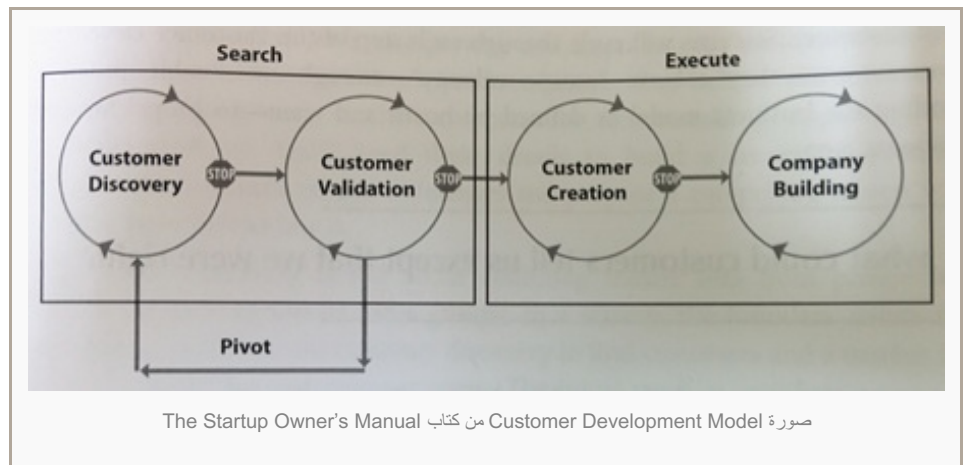 Search
Execute
Customer
Discovery
STOP
Customer
Validation
STOP
Customer
Creation
STOP
Company
Building
Pivot
صورة Customer Development Model من كتاب The Startup Owner's Manual